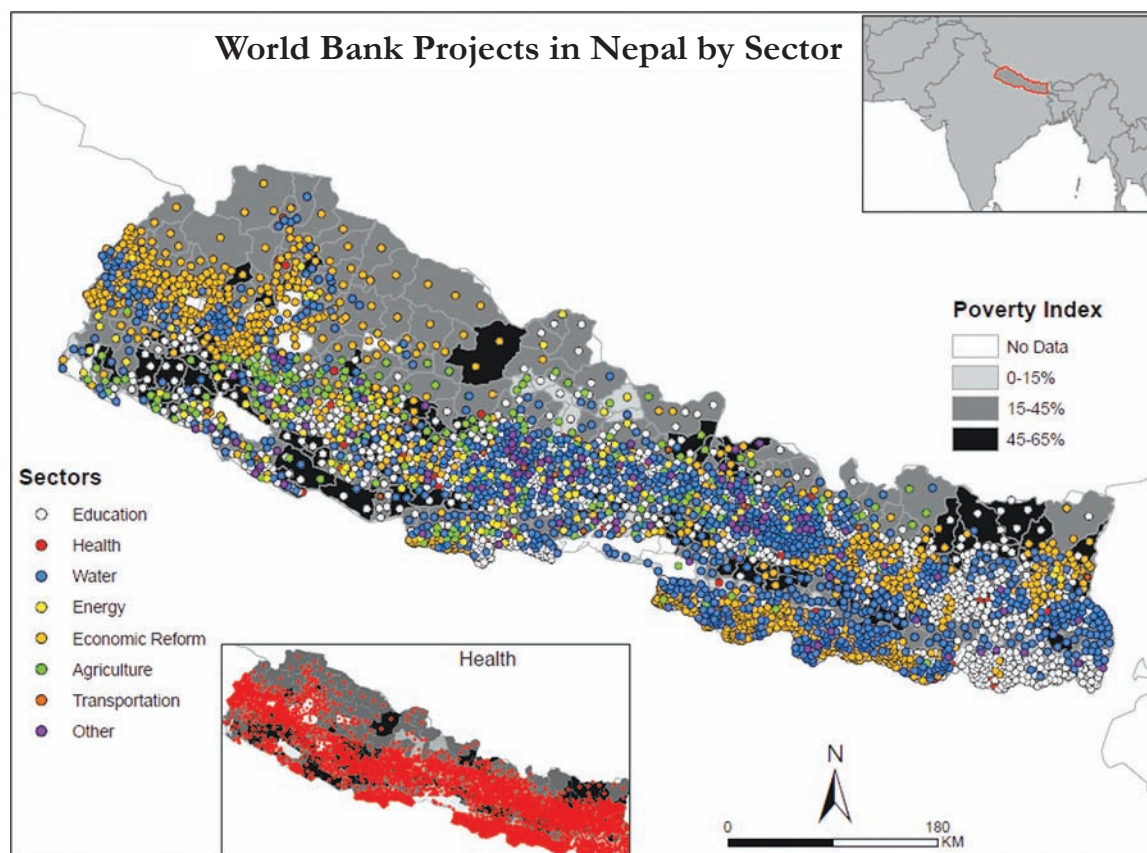 World Bank Projects in Nepal by Sector
Poverty Index
No Data
0-15%
15-45%
45-65%
Sectors
Education
Health
Water
Energy
Economic Reform
Agriculture
Transportation
Other
Health
N
0 180
KM